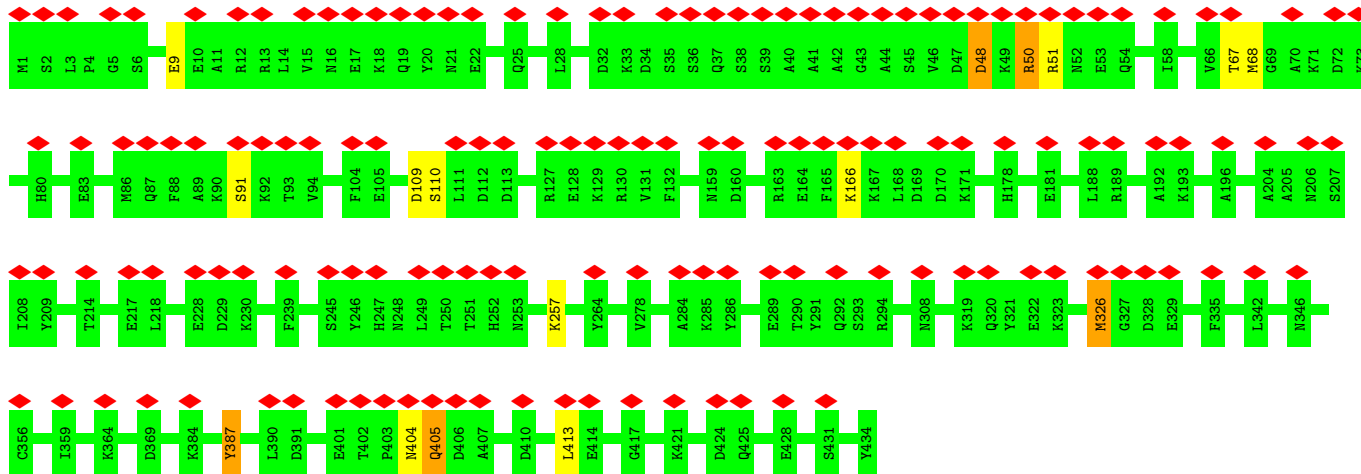 M1 S2 L3 P4 G5 S6 E9 E10 A11 R12 R13 L14 V15 N16 E17 K18 Q19 Y20 N21 E22 Q25 L28 D32 K33 D34 S35 S36 Q37 S38 S39 A40 A41 A42 G43 A44 S45 V46 D47 D48 K49 R50 R51 N52 E53 Q54 I58 V66 T67 M68 G69 A70 K71 D72
H80 E83 M86 Q87 F88 A89 K90 S91 K92 T93 V94 F104 E105 D109 S110 L111 D112 D113 R127 E128 K129 R130 V131 F132 N159 D160 R163 E164 F165 K166 K167 L168 D169 D170 K171 H178 E181 L188 R189 A192 K193 A196 A204 A205 N206 S207
I208 Y209 T214 E217 L218 E228 D229 K230 F239 S245 Y246 H247 N248 L249 T250 T251 H252 N253 K257 Y264 V278 A284 K285 Y286 E289 T290 Y291 Q292 S293 R294 N308 K319 Q320 Y321 E322 K323 M326 G327 D328 E329 F335 L342 N346
C356 I359 K364 D369 K384 Y387 L390 D391 E401 T402 P403 N404 Q405 D406 A407 D410 L413 E414 G417 K421 D424 Q425 E428 S431 Y434